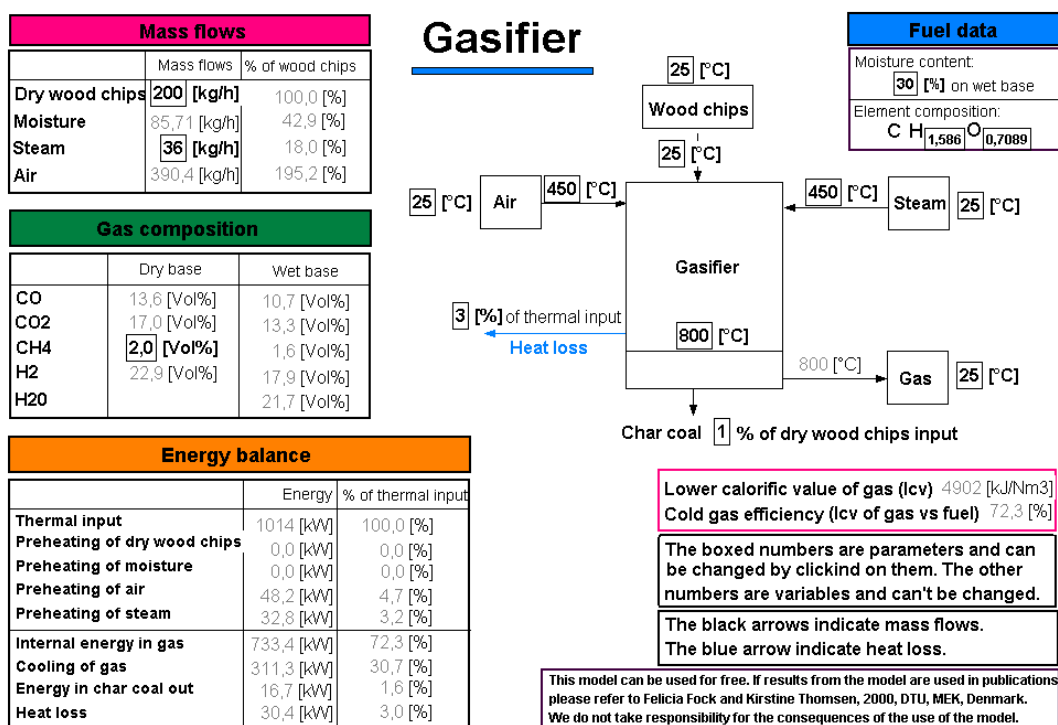 Mass flows
Mass flows % of wood chips
Dry wood chips 200 [kg/h] 100,0 [%]
Moisture 85,71 [kg/h] 42,9 [%]
Steam 36 [kg/h] 18,0 [%]
Air 390,4 [kg/h] 195,2 [%]
Gas composition
Dry base Wet base
CO 13,6 [Vol%] 10,7 [Vol%]
CO2 17,0 [Vol%] 13,3 [Vol%]
CH4 2,0 [Vol%] 1,6 [Vol%]
H2 22,9 [Vol%] 17,9 [Vol%]
H20 21,7 [Vol%]
Energy balance
Energy % of thermal input
Thermal input 1014 [kW] 100,0 [%]
Preheating of dry wood chips 0,0 [kW] 0,0 [%]
Preheating of moisture 0,0 [kW] 0,0 [%]
Preheating of air 48,2 [kW] 4,7 [%]
Preheating of steam 32,8 [kW] 3,2 [%]
Internal energy in gas 733,4 [kW] 72,3 [%]
Cooling of gas 311,3 [kW] 30,7 [%]
Energy in char coal out 16,7 [kW] 1,6 [%]
Heat loss 30,4 [kW] 3,0 [%]
Gasifier
25 [°C]
Wood chips
25 [°C]
25 [°C] Air 450 [°C]
450 [°C] Steam 25 [°C]
Gasifier
3 [%] of thermal input
Heat loss
800 [°C]
800 [°C] Gas 25 [°C]
Char coal 1 % of dry wood chips input
Fuel data
Moisture content:
30 [%] on wet base
Element composition:
C H 1,586 O 0,7089
Lower calorific value of gas (lcv) 4902 [kJ/Nm3]
Cold gas efficiency (lcv of gas vs fuel) 72,3 [%]
The boxed numbers are parameters and can
be changed by clickind on them. The other
numbers are variables and can't be changed.
The black arrows indicate mass flows.
The blue arrow indicate heat loss.
This model can be used for free. If results from the model are used in publications
please refer to Felicia Fock and Kirstine Thomsen, 2000, DTU, MEK, Denmark.
We do not take responsibility for the consequences of the use of the model.